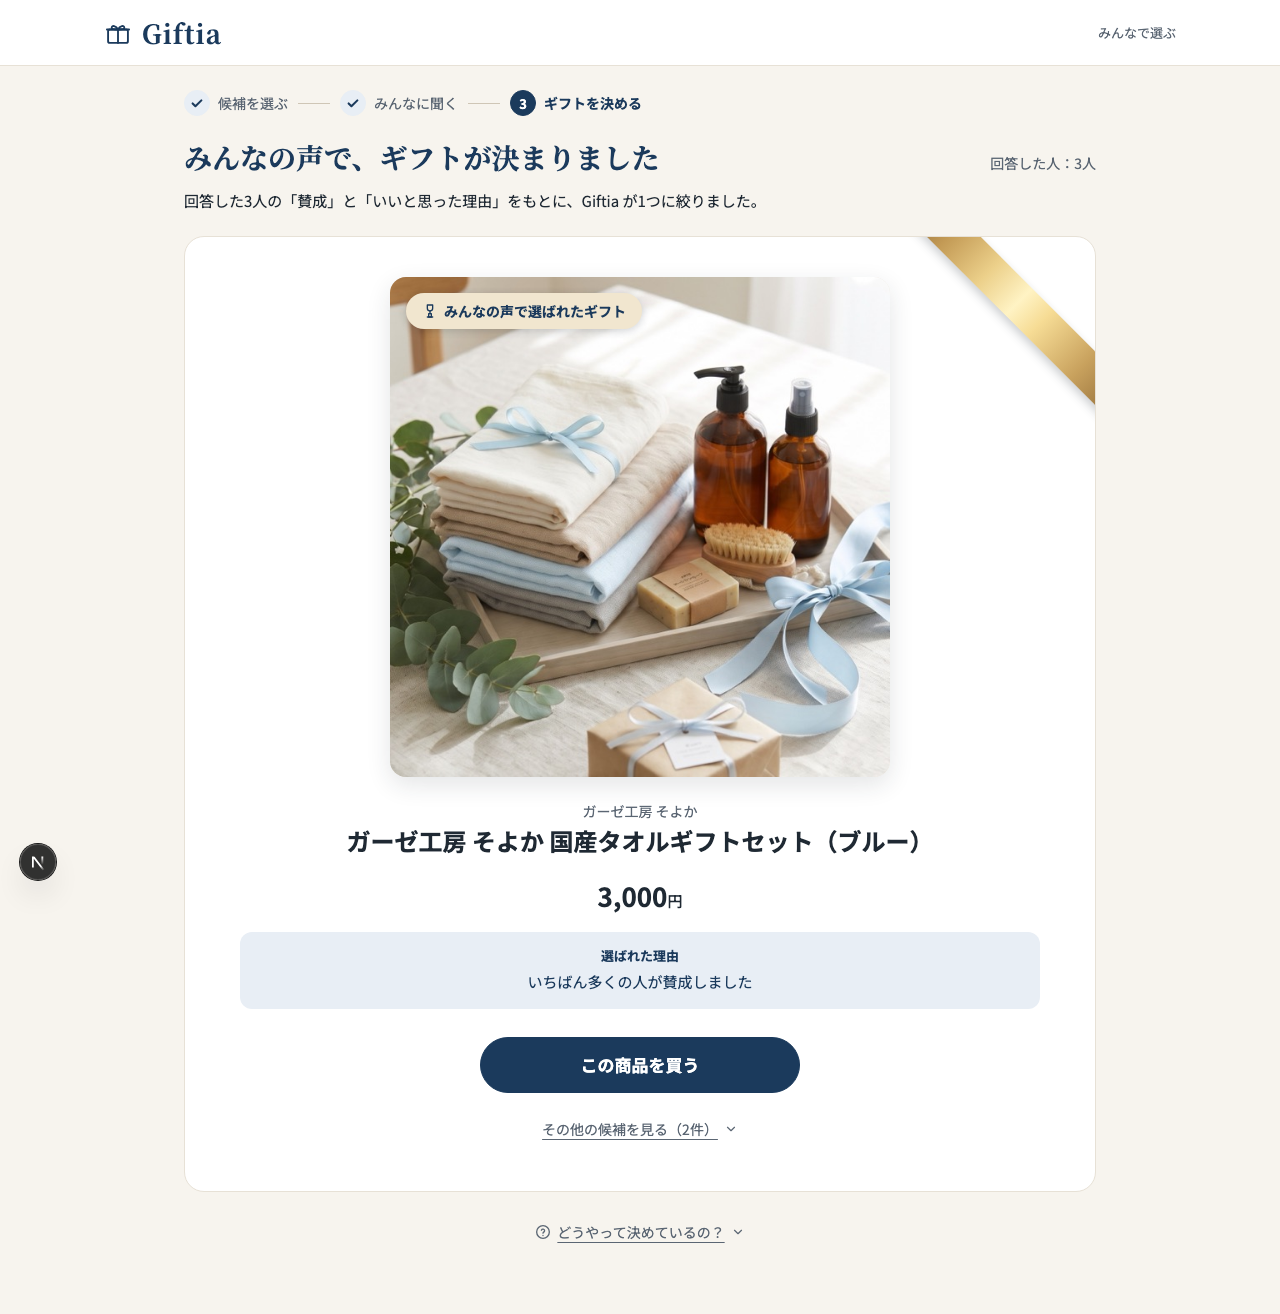 Giftia
みんなで選ぶ
候補を選ぶ
みんなに聞く
3 ギフトを決める
みんなの声で、ギフトが決まりました
回答した人：3人
回答した3人の「賛成」と「いいと思った理由」をもとに、Giftia が1つに絞りました。
みんなの声で選ばれたギフト
ガーゼ工房 そよか
ガーゼ工房 そよか 国産タオルギフトセット（ブルー）
3,000円
選ばれた理由
いちばん多くの人が賛成しました
この商品を買う
その他の候補を見る（2件）
N
どうやって決めているの？